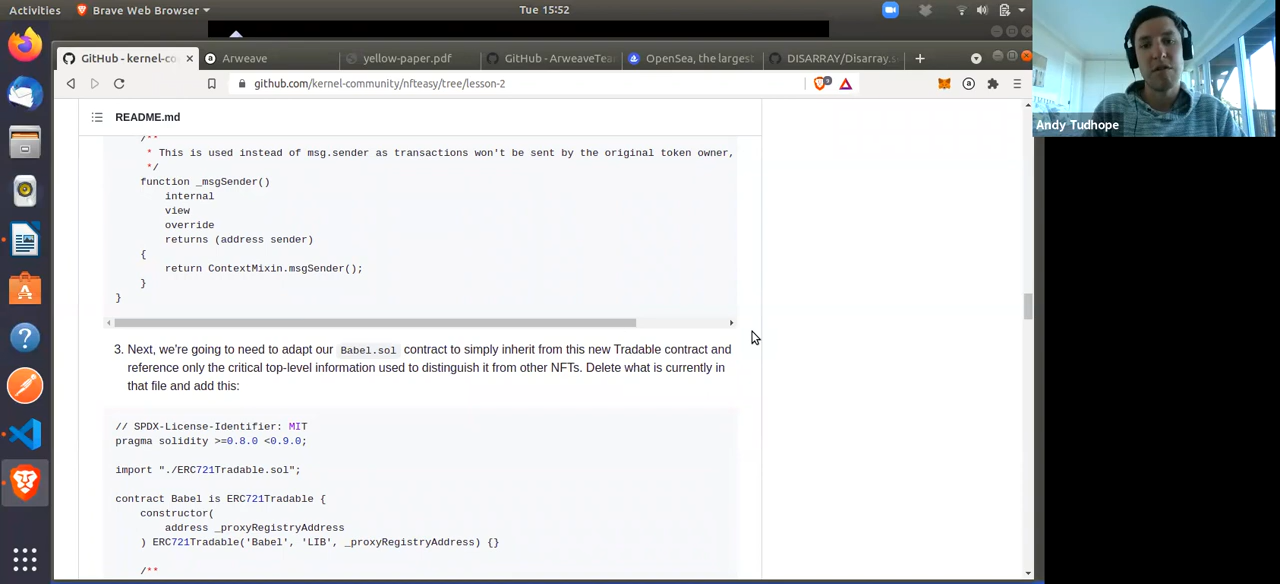 Activities
Brave Web Browser
Tue 15:52
GitHub - kernel-co
Arweave
yellow-paper.pdf
GitHub - ArweaveTea
OpenSea, the largest
DISARRAY/Disarray.s
github.com/kernel-community/nfteasy/tree/lesson-2
9
Andy Tudhope
README.md
/**
* This is used instead of msg.sender as transactions won't be sent by the original token owner,
*/
function _msgSender()
internal
view
override
returns (address sender)
{
return ContextMixin.msgSender();
}
}
3. Next, we're going to need to adapt our Babel.sol contract to simply inherit from this new Tradable contract and
reference only the critical top-level information used to distinguish it from other NFTs. Delete what is currently in
that file and add this:
// SPDX-License-Identifier: MIT
pragma solidity >=0.8.0 <0.9.0;
import "./ERC721Tradable.sol";
contract Babel is ERC721Tradable {
constructor(
address _proxyRegistryAddress
) ERC721Tradable('Babel', 'LIB', _proxyRegistryAddress) {}
/**